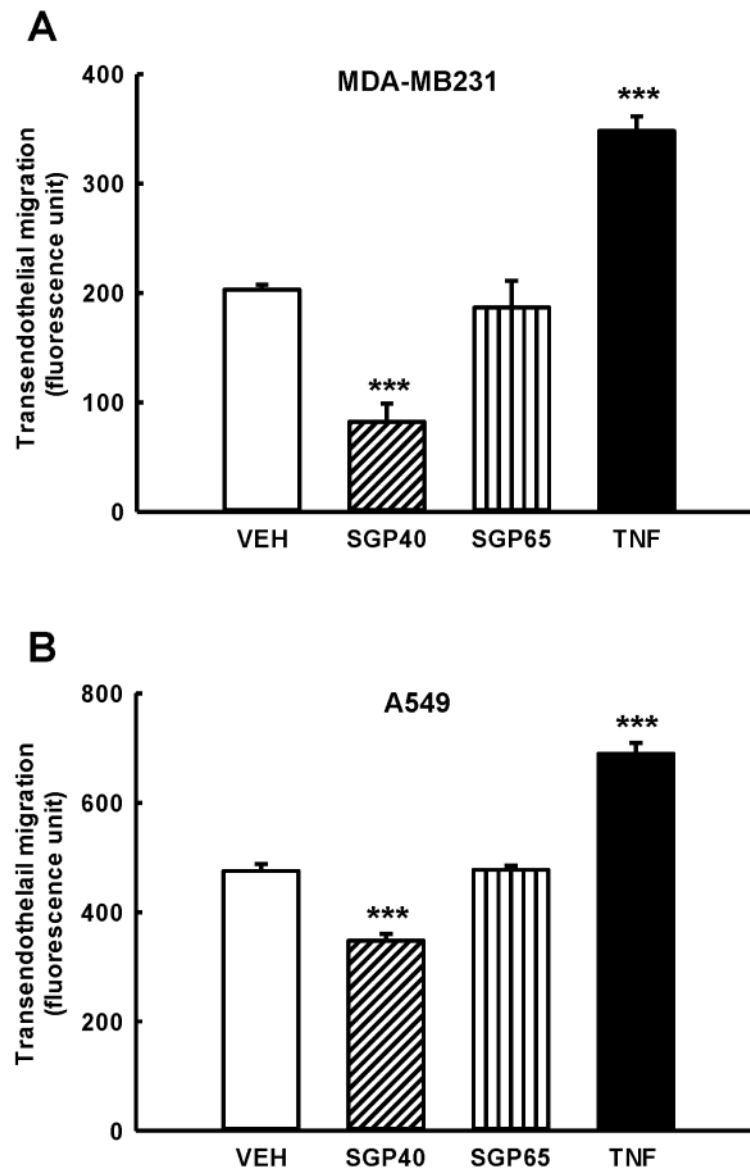 A
MDA-MB231
Transendothelial migration
(fluorescence unit)
400
300
200
100
0
***
***
VEH SGP40 SGP65 TNF
B
A549
Transendothelail migration
(fluorescence unit)
800
600
400
200
0
***
***
VEH SGP40 SGP65 TNF